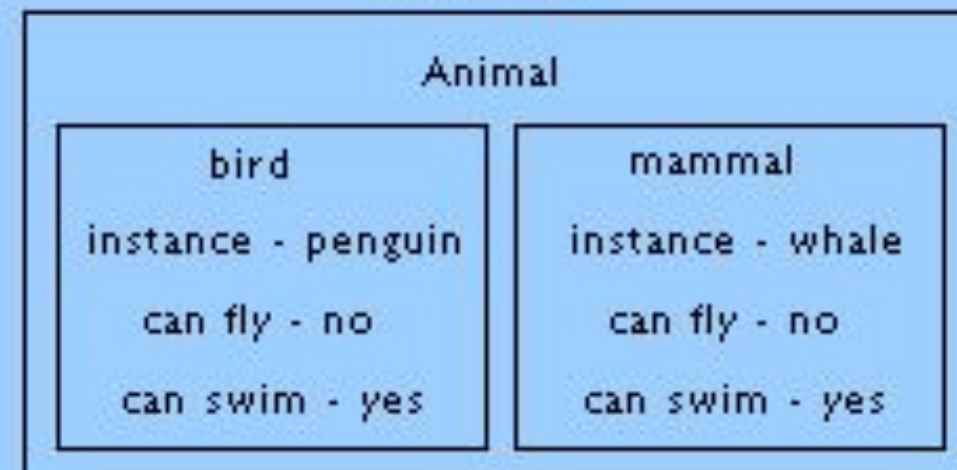 Animal
bird
instance - penguin
can fly - no
can swim - yes
mammal
instance - whale
can fly - no
can swim - yes